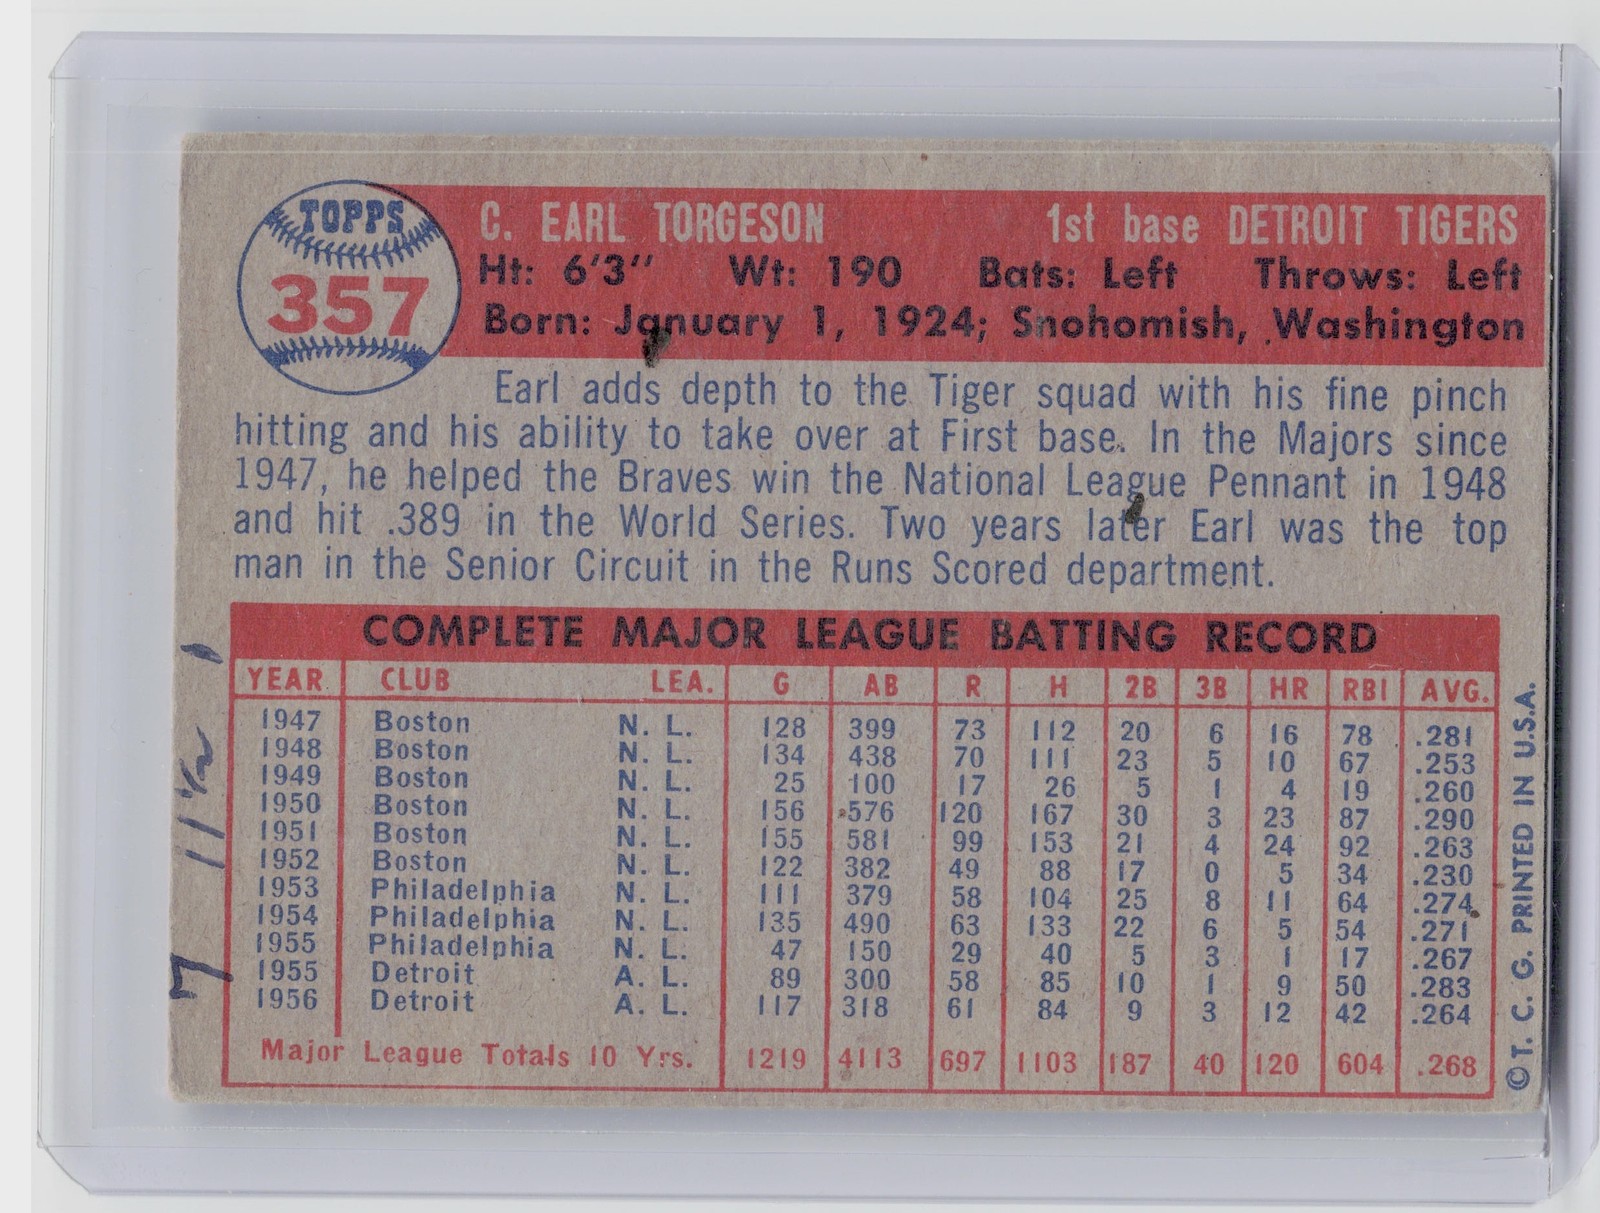 TOPPS
357
C. EARL TORGESON 1st base DETROIT TIGERS
Ht: 6'3" Wt: 190 Bats: Left Throws: Left
Born: January 1, 1924; Snohomish, Washington
Earl adds depth to the Tiger squad with his fine pinch
hitting and his ability to take over at First base. In the Majors since
1947, he helped the Braves win the National League Pennant in 1948
and hit .389 in the World Series. Two years later Earl was the top
man in the Senior Circuit in the Runs Scored department.
COMPLETE MAJOR LEAGUE BATTING RECORD
YEAR CLUB LEA. G AB R H 2B 3B HR RBI AVG.
1947 Boston N. L. 128 399 73 112 20 6 16 78 .281
1948 Boston N. L. 134 438 70 111 23 5 10 67 .253
1949 Boston N. L. 25 100 17 26 5 1 4 19 .260
1950 Boston N. L. 156 576 120 167 30 3 23 87 .290
1951 Boston N. L. 155 581 99 153 21 4 24 92 .263
1952 Boston N. L. 122 382 49 88 17 0 5 34 .230
1953 Philadelphia N. L. 111 379 58 104 25 8 11 64 .274
1954 Philadelphia N. L. 135 490 63 133 22 6 5 54 .271
1955 Philadelphia N. L. 47 150 29 40 5 3 1 17 .267
1955 Detroit A. L. 89 300 58 85 10 1 9 50 .283
1956 Detroit A. L. 117 318 61 84 9 3 12 42 .264
Major League Totals 10 Yrs. 1219 4113 697 1103 187 40 120 604 .268
© T. C. G. PRINTED IN U.S.A.